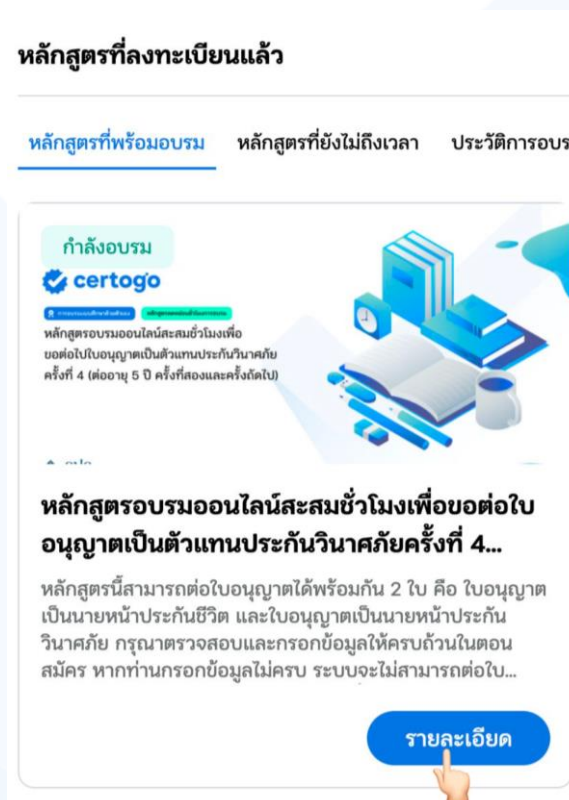 หลักสูตรที่ลงทะเบียนแล้ว
หลักสูตรที่พร้อมอบรม หลักสูตรที่ยังไม่ถึงเวลา ประวัติการอบร
กำลังอบรม
certogo
หลักสูตรอบรมออนไลน์สะสมชั่วโมงเพื่อ
ขอต่อใบอนุญาตเป็นตัวแทนประกันวินาศภัย
ครั้งที่ 4 (ต่ออายุ 5 ปี ครั้งที่สองและครั้งถัดไป)
หลักสูตรอบรมออนไลน์สะสมชั่วโมงเพื่อขอต่อใบ
อนุญาตเป็นตัวแทนประกันวินาศภัยครั้งที่ 4...
หลักสูตรนี้สามารถต่อใบอนุญาตได้พร้อมกัน 2 ใบ คือ ใบอนุญาต
เป็นนายหน้าประกันชีวิต และใบอนุญาตเป็นนายหน้าประกัน
วินาศภัย กรุณาตรวจสอบและกรอกข้อมูลให้ครบถ้วนในตอน
สมัคร หากท่านกรอกข้อมูลไม่ครบ ระบบจะไม่สามารถต่อใบ...
รายละเอียด